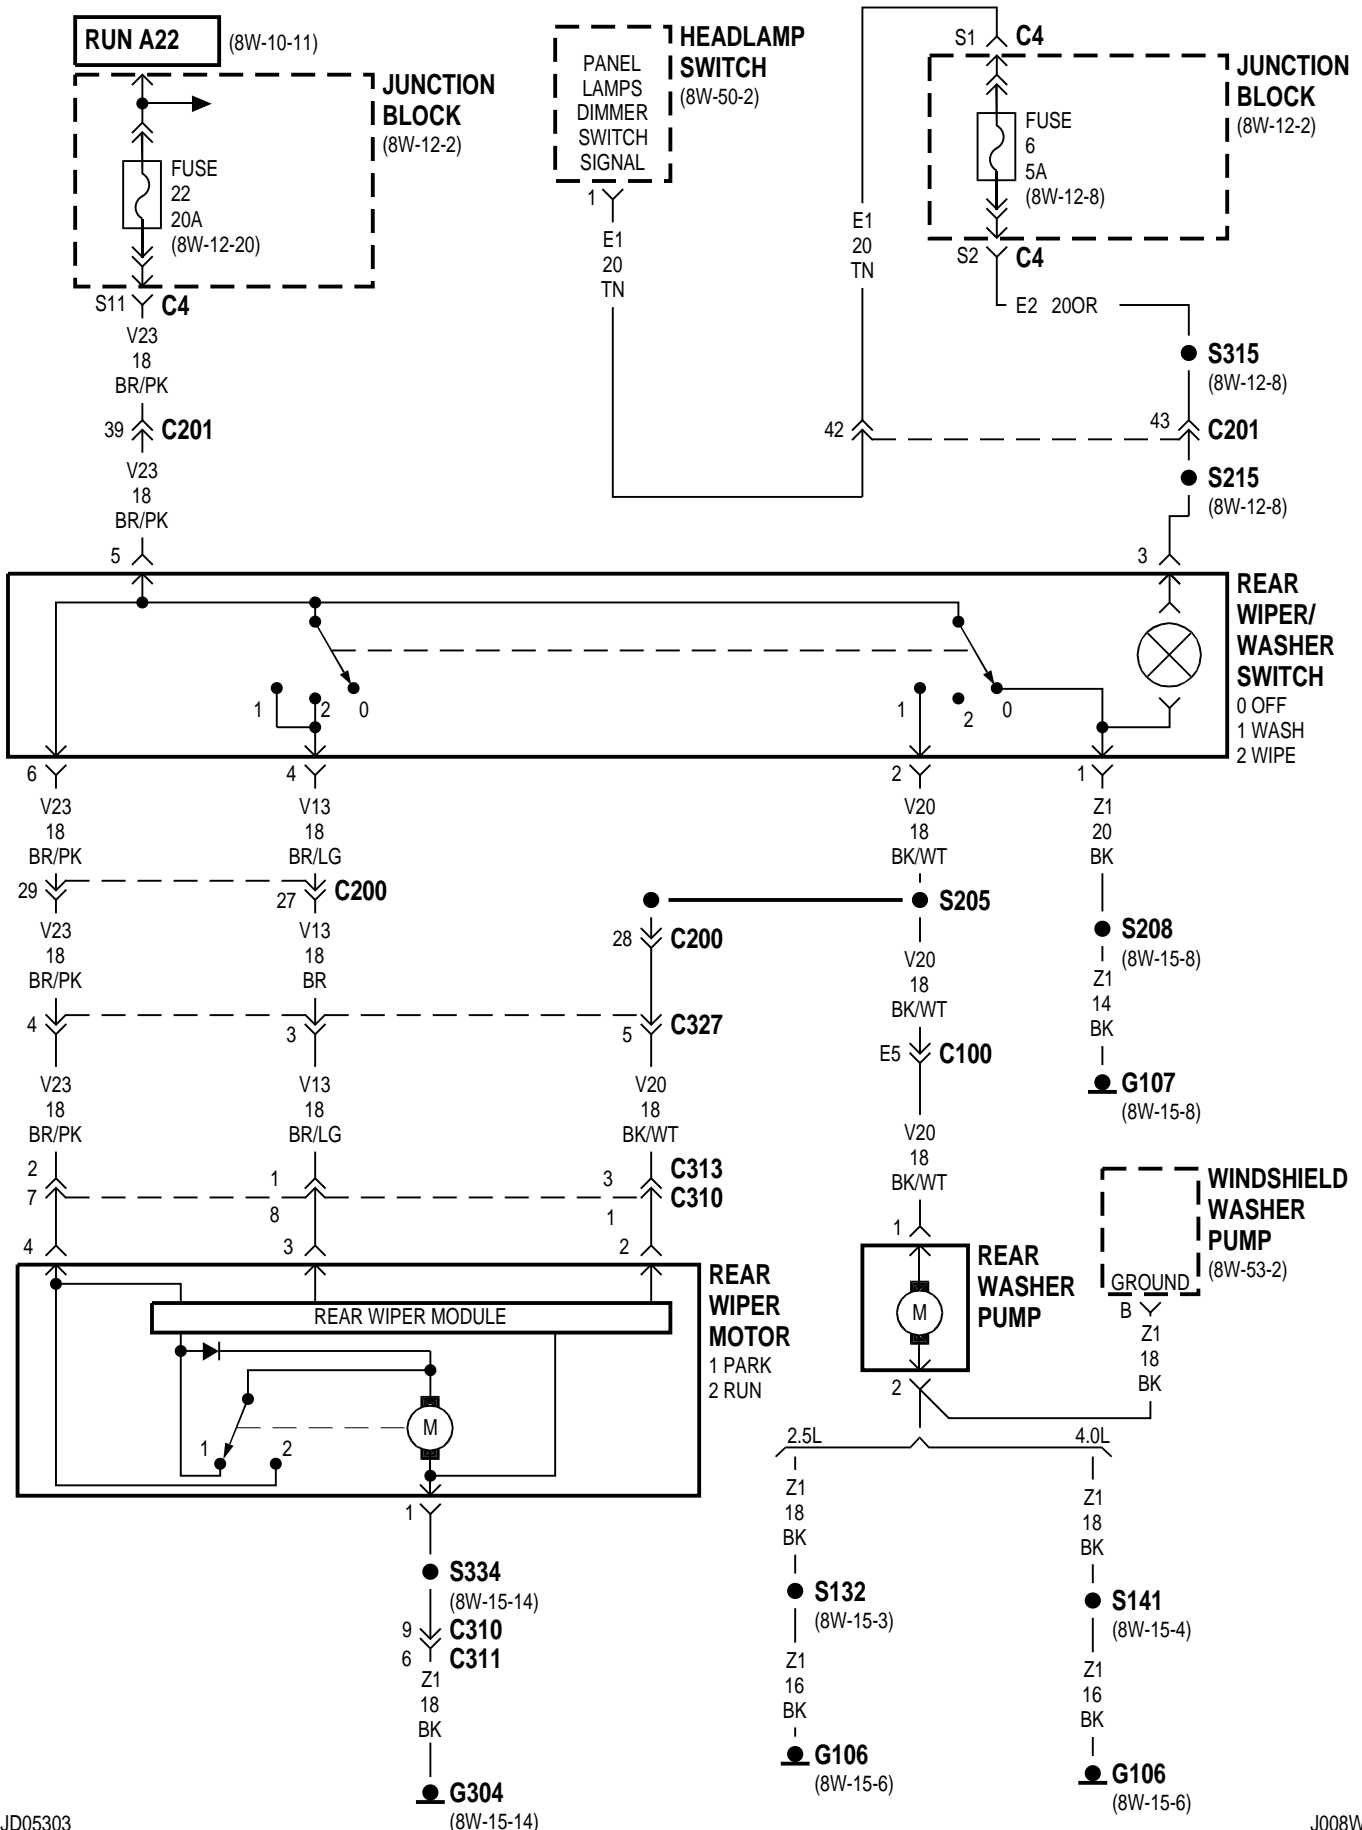 RUN A22
(8W-10-11)
JUNCTION
BLOCK
(8W-12-2)
FUSE
22
20A
(8W-12-20)
S11
C4
V23
18
BR/PK
39
C201
V23
18
BR/PK
5
HEADLAMP
SWITCH
(8W-50-2)
PANEL
LAMPS
DIMMER
SWITCH
SIGNAL
1
E1
20
TN
E1
20
TN
S1
C4
JUNCTION
BLOCK
(8W-12-2)
FUSE
6
5A
(8W-12-8)
S2
C4
E2 20OR
S315
(8W-12-8)
42
43
C201
S215
(8W-12-8)
3
REAR
WIPER/
WASHER
SWITCH
0 OFF
1 WASH
2 WIPE
1
2
0
1
2
0
6
4
2
1
V23
18
BR/PK
V13
18
BR/LG
V20
18
BK/WT
Z1
20
BK
29
27
C200
S205
S208
(8W-15-8)
V23
18
BR/PK
V13
18
BR
28
C200
V20
18
BK/WT
Z1
14
BK
4
3
5
C327
E5
C100
G107
(8W-15-8)
V23
18
BR/PK
V13
18
BR/LG
V20
18
BK/WT
V20
18
BK/WT
2
1
3
C313
7
8
1
C310
4
3
2
1
WINDSHIELD
WASHER
PUMP
(8W-53-2)
GROUND
B
Z1
18
BK
REAR
WIPER
MOTOR
1 PARK
2 RUN
REAR WIPER MODULE
M
1
2
REAR
WASHER
PUMP
M
2
1
2.5L
4.0L
Z1
18
BK
Z1
18
BK
S334
(8W-15-14)
9
C310
6
C311
Z1
18
BK
G304
(8W-15-14)
S132
(8W-15-3)
Z1
16
BK
G106
(8W-15-6)
S141
(8W-15-4)
Z1
16
BK
G106
(8W-15-6)
JD05303
J008W